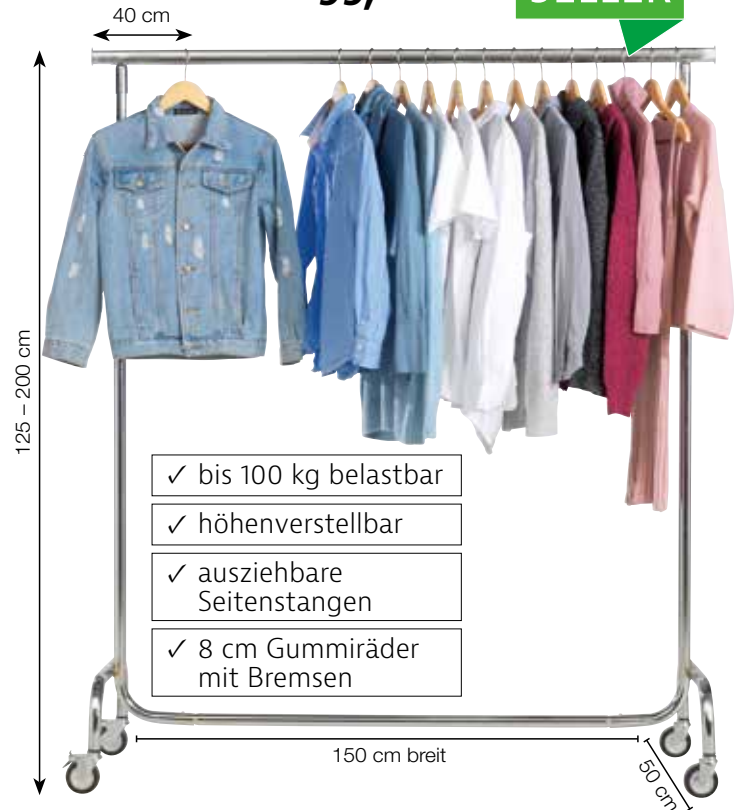 40 cm
125 – 200 cm
✓ bis 100 kg belastbar
✓ höhenverstellbar
✓ ausziehbare
Seitenstangen
✓ 8 cm Gummiräder
mit Bremsen
150 cm breit
50 cm